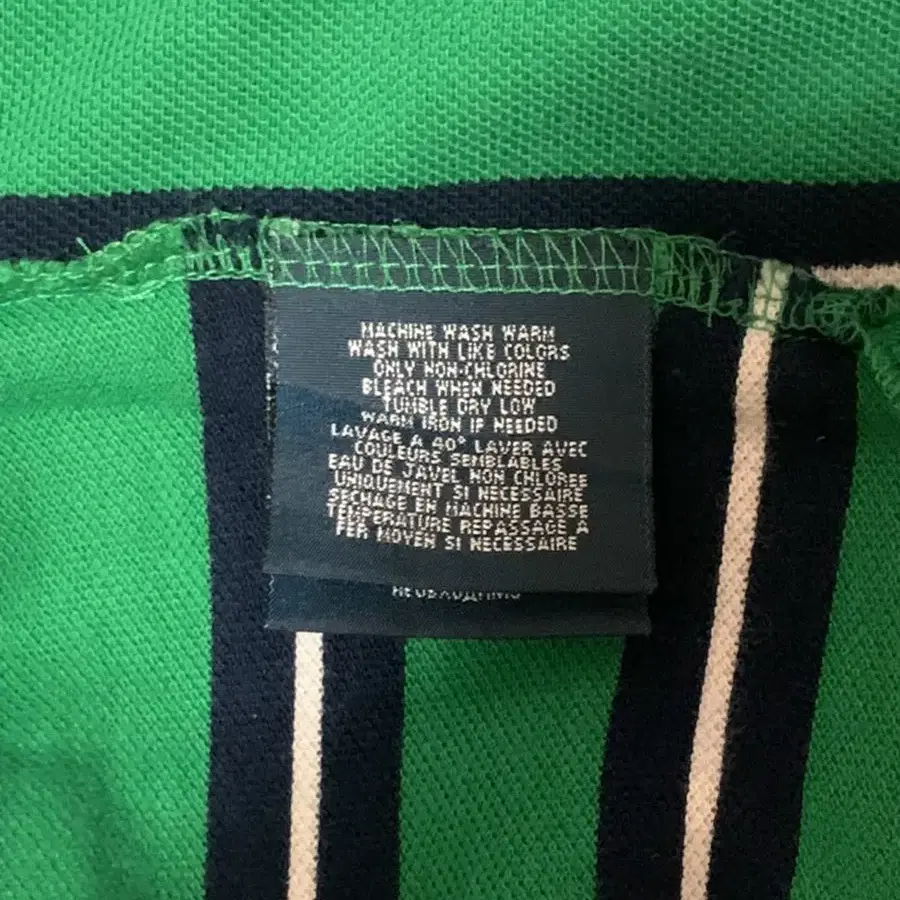 MACHINE WASH WARM
WASH WITH LIKE COLORS
ONLY NON-CHLORINE
BLEACH WHEN NEEDED
TUMBLE DRY LOW
WARM IRON IF NEEDED
LAVAGE A 40° LAVER AVEC
COULEURS SEMBLABLES
EAU DE JAVEL NON CHLOREE
UNIQUEMENT SI NECESSAIRE
SECHAGE EN MACHINE BASSE
TEMPERATURE REPASSAGE A
FER MOYEN SI NECESSAIRE